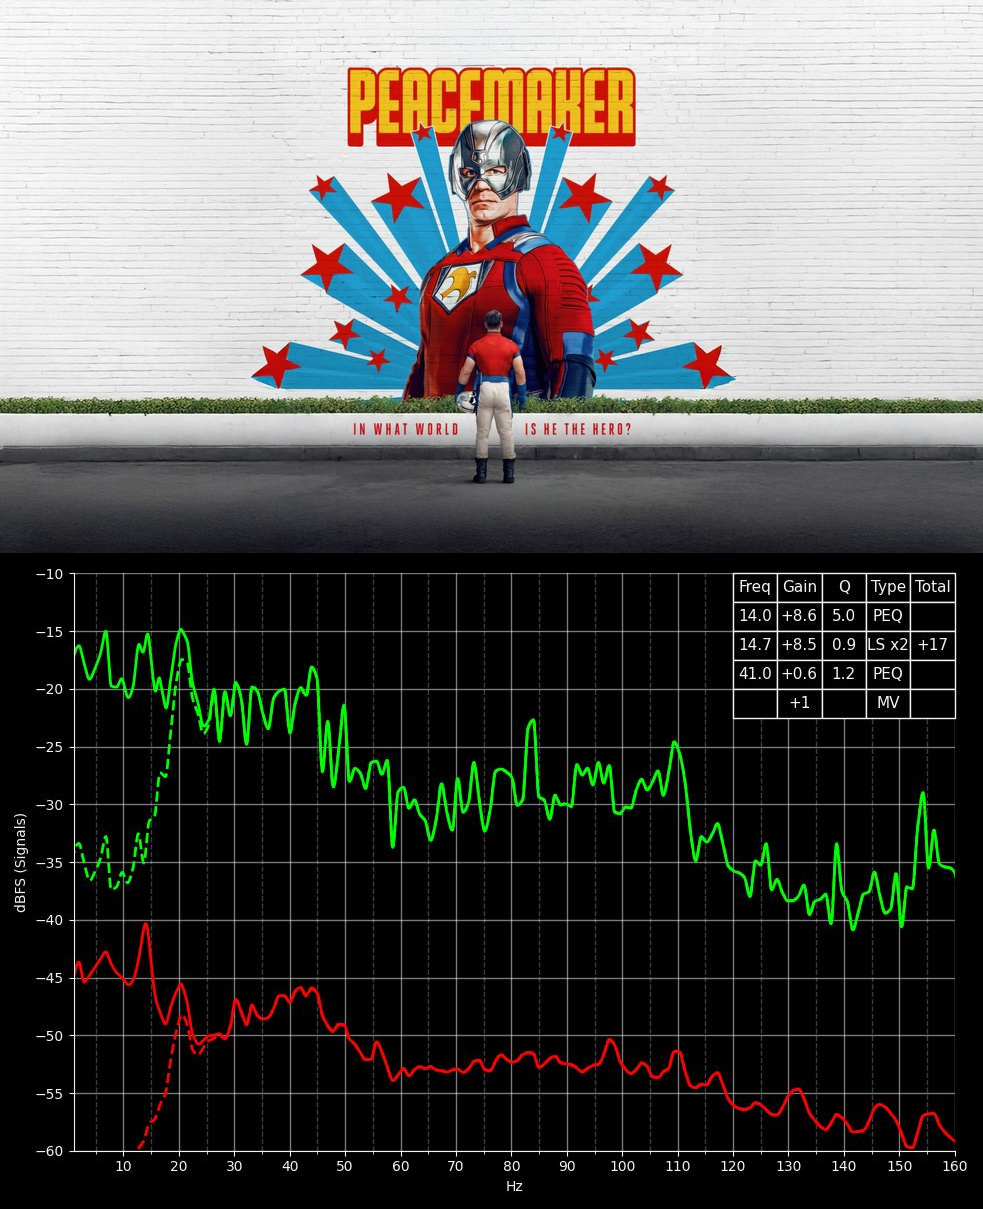 PEACEMAKER
IN WHAT WORLD IS HE THE HERO?
Freq Gain Q Type Total
14.0 +8.6 5.0 PEQ
14.7 +8.5 0.9 LS x2 +17
41.0 +0.6 1.2 PEQ
+1 MV
−10
−15
−20
−25
−30
−35
−40
−45
−50
−55
−60
dBFS (Signals)
10 20 30 40 50 60 70 80 90 100 110 120 130 140 150 160
Hz